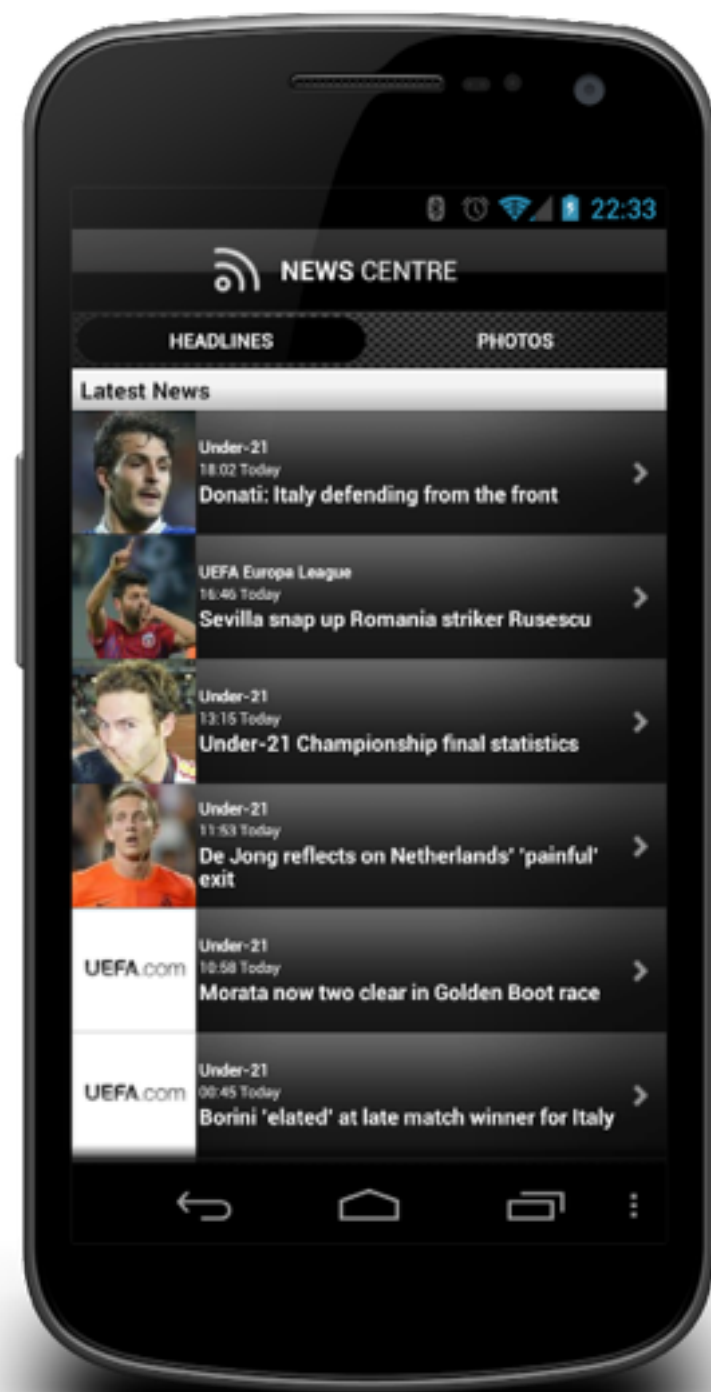 22:33
NEWS CENTRE
HEADLINES PHOTOS
Latest News
Under-21
18:02 Today
Donati: Italy defending from the front
UEFA Europa League
16:46 Today
Sevilla snap up Romania striker Rusescu
Under-21
13:15 Today
Under-21 Championship final statistics
Under-21
11:53 Today
De Jong reflects on Netherlands' 'painful'
exit
UEFA.com
Under-21
10:58 Today
Morata now two clear in Golden Boot race
UEFA.com
Under-21
00:45 Today
Borini 'elated' at late match winner for Italy